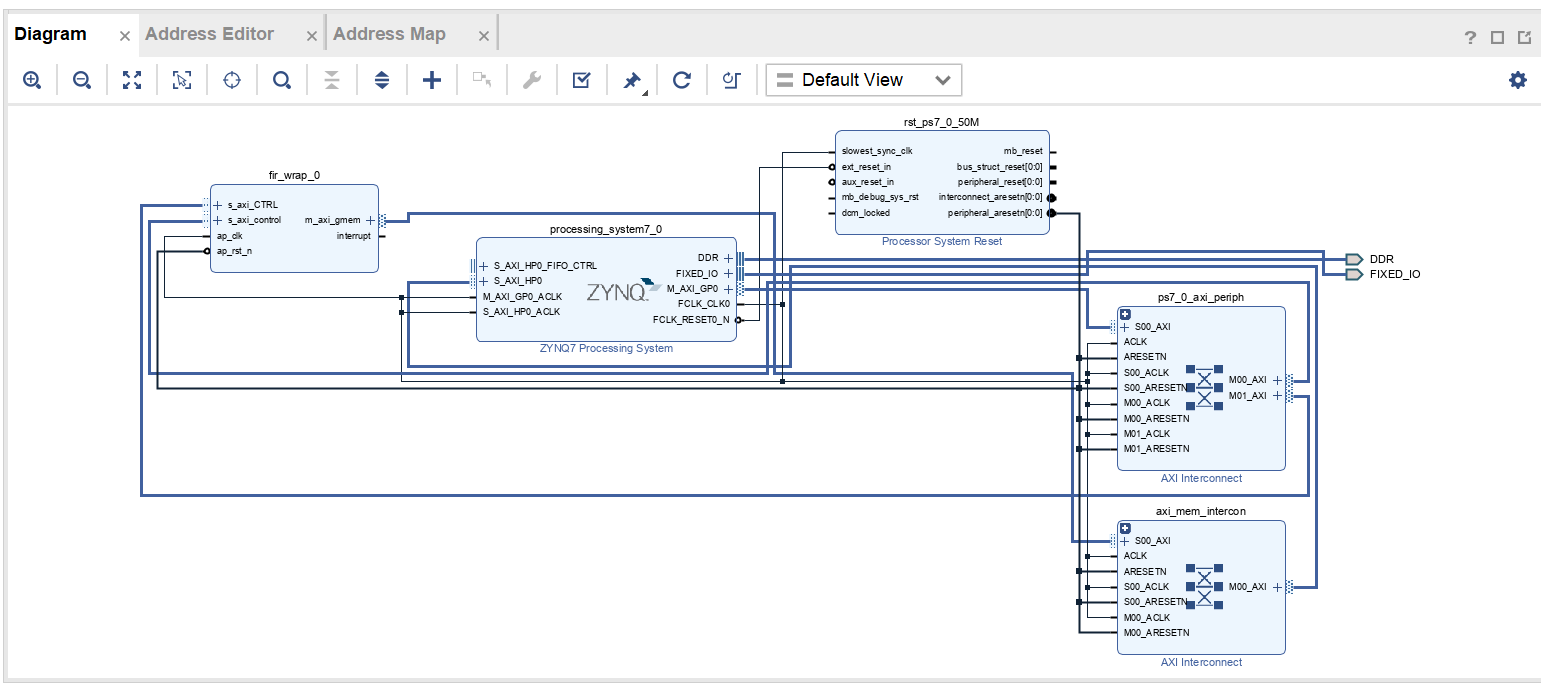 Diagram
Address Editor
Address Map
?
Default View
rst_ps7_0_50M
slowest_sync_clk
ext_reset_in
aux_reset_in
mb_debug_sys_rst
dcm_locked
mb_reset
bus_struct_reset[0:0]
peripheral_reset[0:0]
interconnect_aresetn[0:0]
peripheral_aresetn[0:0]
Processor System Reset
fir_wrap_0
s_axi_CTRL
s_axi_control
ap_clk
ap_rst_n
m_axi_gmem
interrupt
processing_system7_0
S_AXI_HP0_FIFO_CTRL
S_AXI_HP0
M_AXI_GP0_ACLK
S_AXI_HP0_ACLK
ZYNQ
DDR
FIXED_IO
M_AXI_GP0
FCLK_CLK0
FCLK_RESET0_N
ZYNQ7 Processing System
DDR
FIXED_IO
ps7_0_axi_periph
S00_AXI
ACLK
ARESETN
S00_ACLK
S00_ARESETN
M00_ACLK
M00_ARESETN
M01_ACLK
M01_ARESETN
M00_AXI
M01_AXI
AXI Interconnect
axi_mem_intercon
S00_AXI
ACLK
ARESETN
S00_ACLK
S00_ARESETN
M00_ACLK
M00_ARESETN
M00_AXI
AXI Interconnect